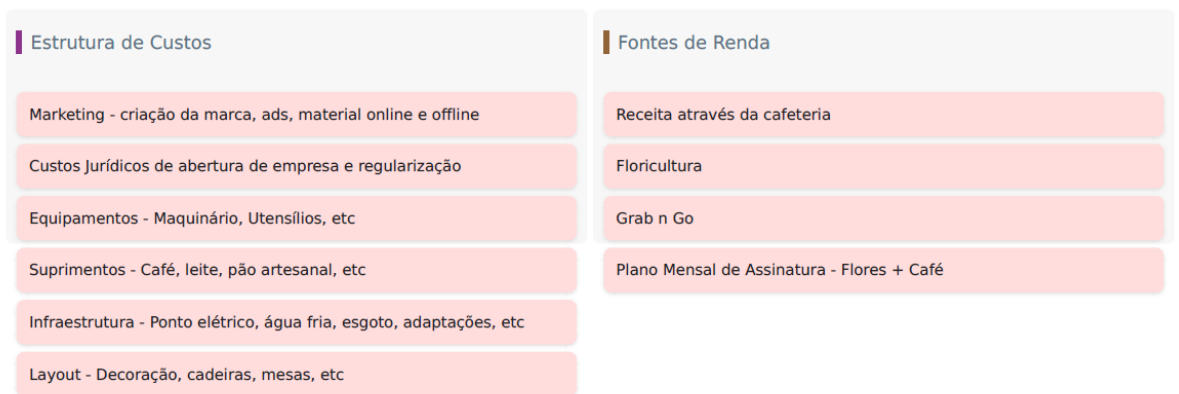 Estrutura de Custos
Marketing - criação da marca, ads, material online e offline
Custos Jurídicos de abertura de empresa e regularização
Equipamentos - Maquinário, Utensílios, etc
Suprimentos - Café, leite, pão artesanal, etc
Infraestrutura - Ponto elétrico, água fria, esgoto, adaptações, etc
Layout - Decoração, cadeiras, mesas, etc
Fontes de Renda
Receita através da cafeteria
Floricultura
Grab n Go
Plano Mensal de Assinatura - Flores + Café